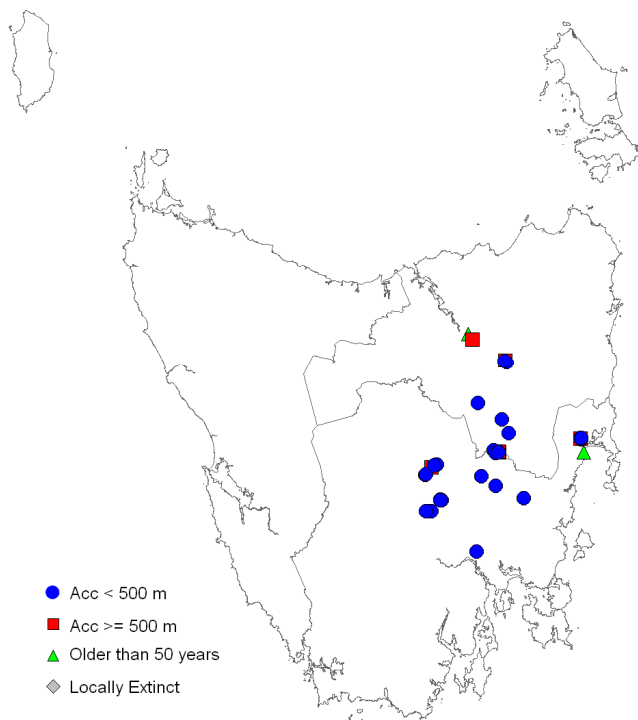 Acc < 500 m
Acc >= 500 m
Older than 50 years
Locally Extinct